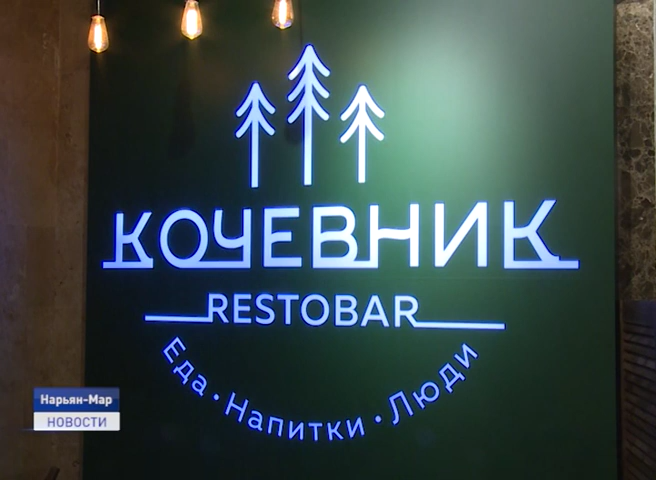 КОЧЕВНИК
RESTOBAR
Еда • Напитки • Люди
Нарьян-Мар
НОВОСТИ